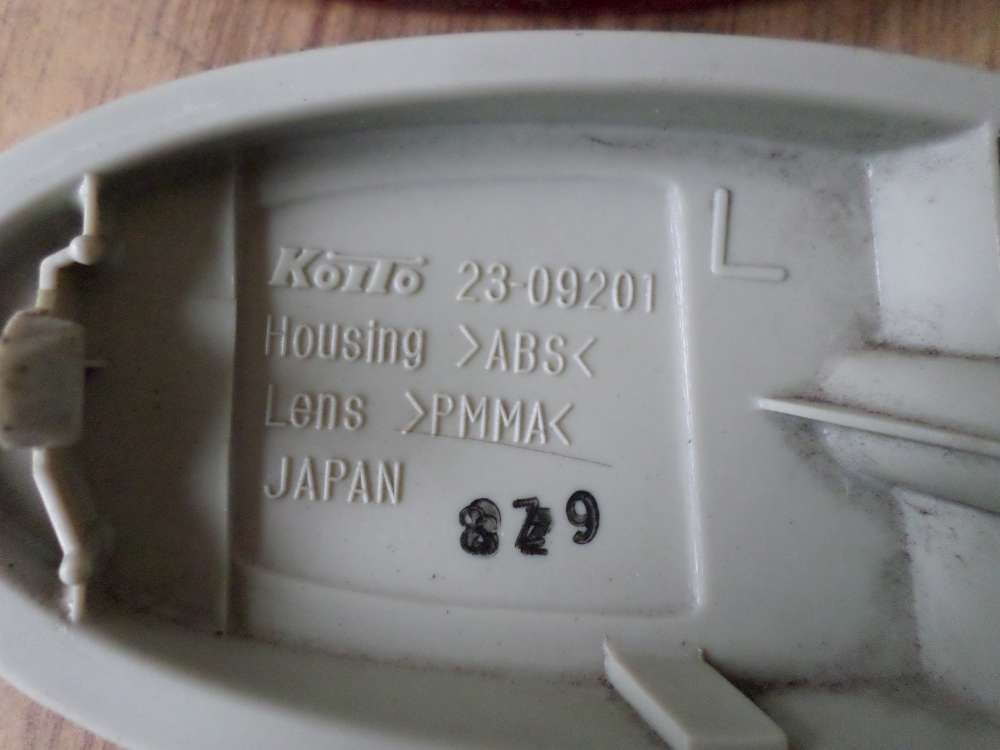 KOITO 23-09201
L
Housing >ABS<
Lens >PMMA<
JAPAN